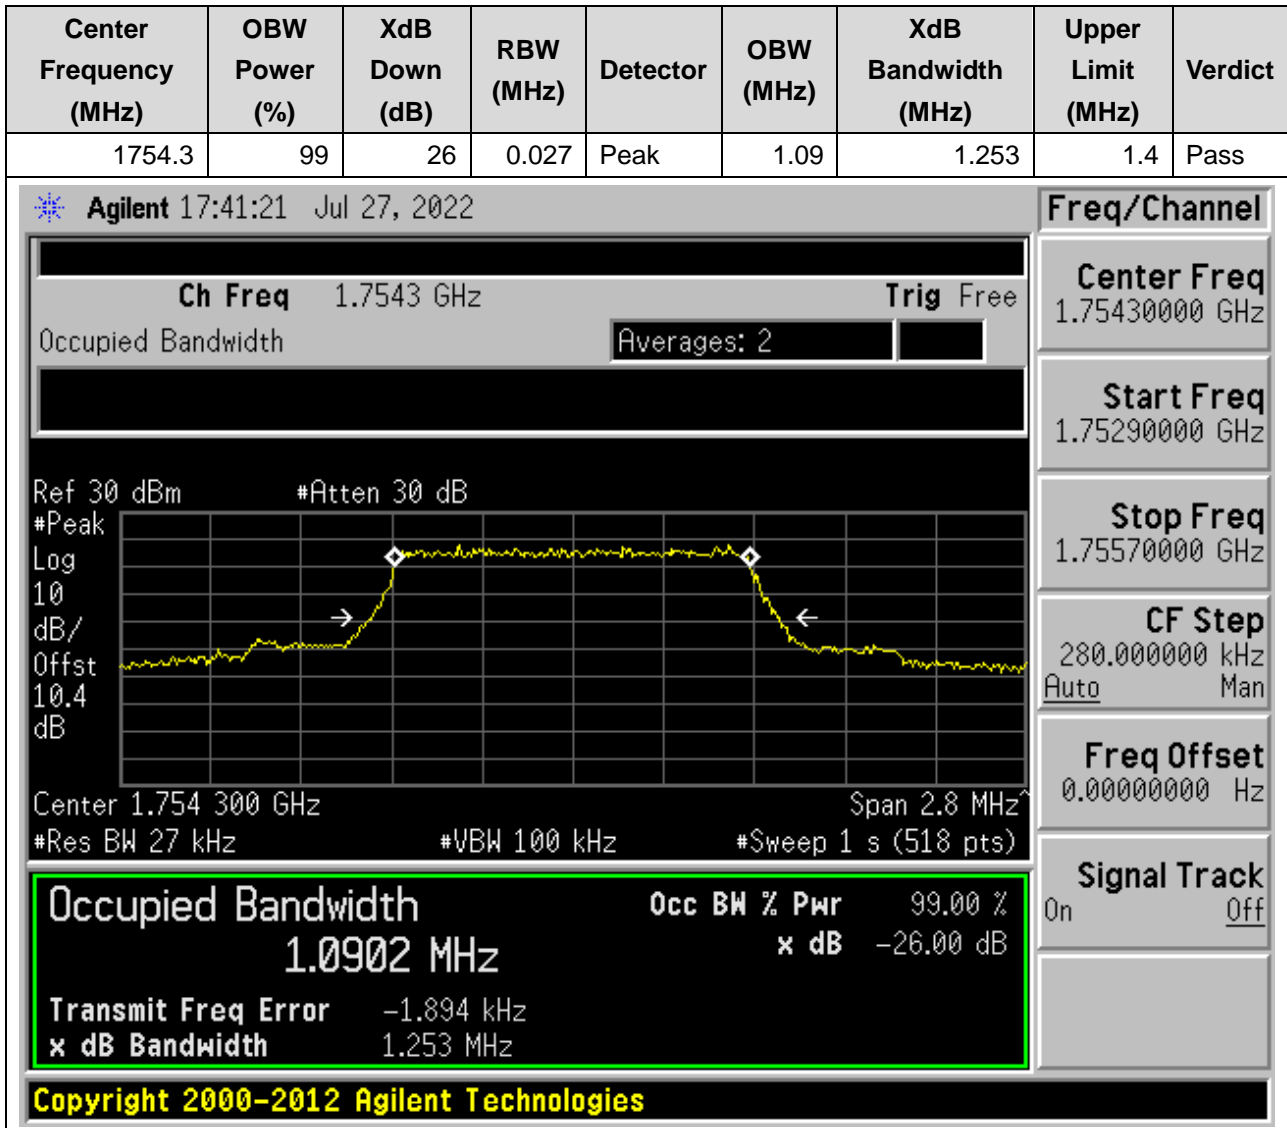 Center Frequency (MHz) OBW Power (%) XdB Down (dB) RBW (MHz) Detector OBW (MHz) XdB Bandwidth (MHz) Upper Limit (MHz) Verdict
1754.3 99 26 0.027 Peak 1.09 1.253 1.4 Pass
Agilent 17:41:21 Jul 27, 2022
Ch Freq 1.7543 GHz Trig Free
Occupied Bandwidth Averages: 2
Ref 30 dBm #Atten 30 dB
#Peak
Log
10
dB/
Offst
10.4
dB
Center 1.754 300 GHz Span 2.8 MHz^
#Res BW 27 kHz #VBW 100 kHz #Sweep 1 s (518 pts)
Occupied Bandwidth Occ BW % Pwr 99.00 %
1.0902 MHz x dB -26.00 dB
Transmit Freq Error -1.894 kHz
x dB Bandwidth 1.253 MHz
Copyright 2000-2012 Agilent Technologies
Freq/Channel
Center Freq
1.75430000 GHz
Start Freq
1.75290000 GHz
Stop Freq
1.75570000 GHz
CF Step
280.000000 kHz
Auto Man
Freq Offset
0.00000000 Hz
Signal Track
On Off